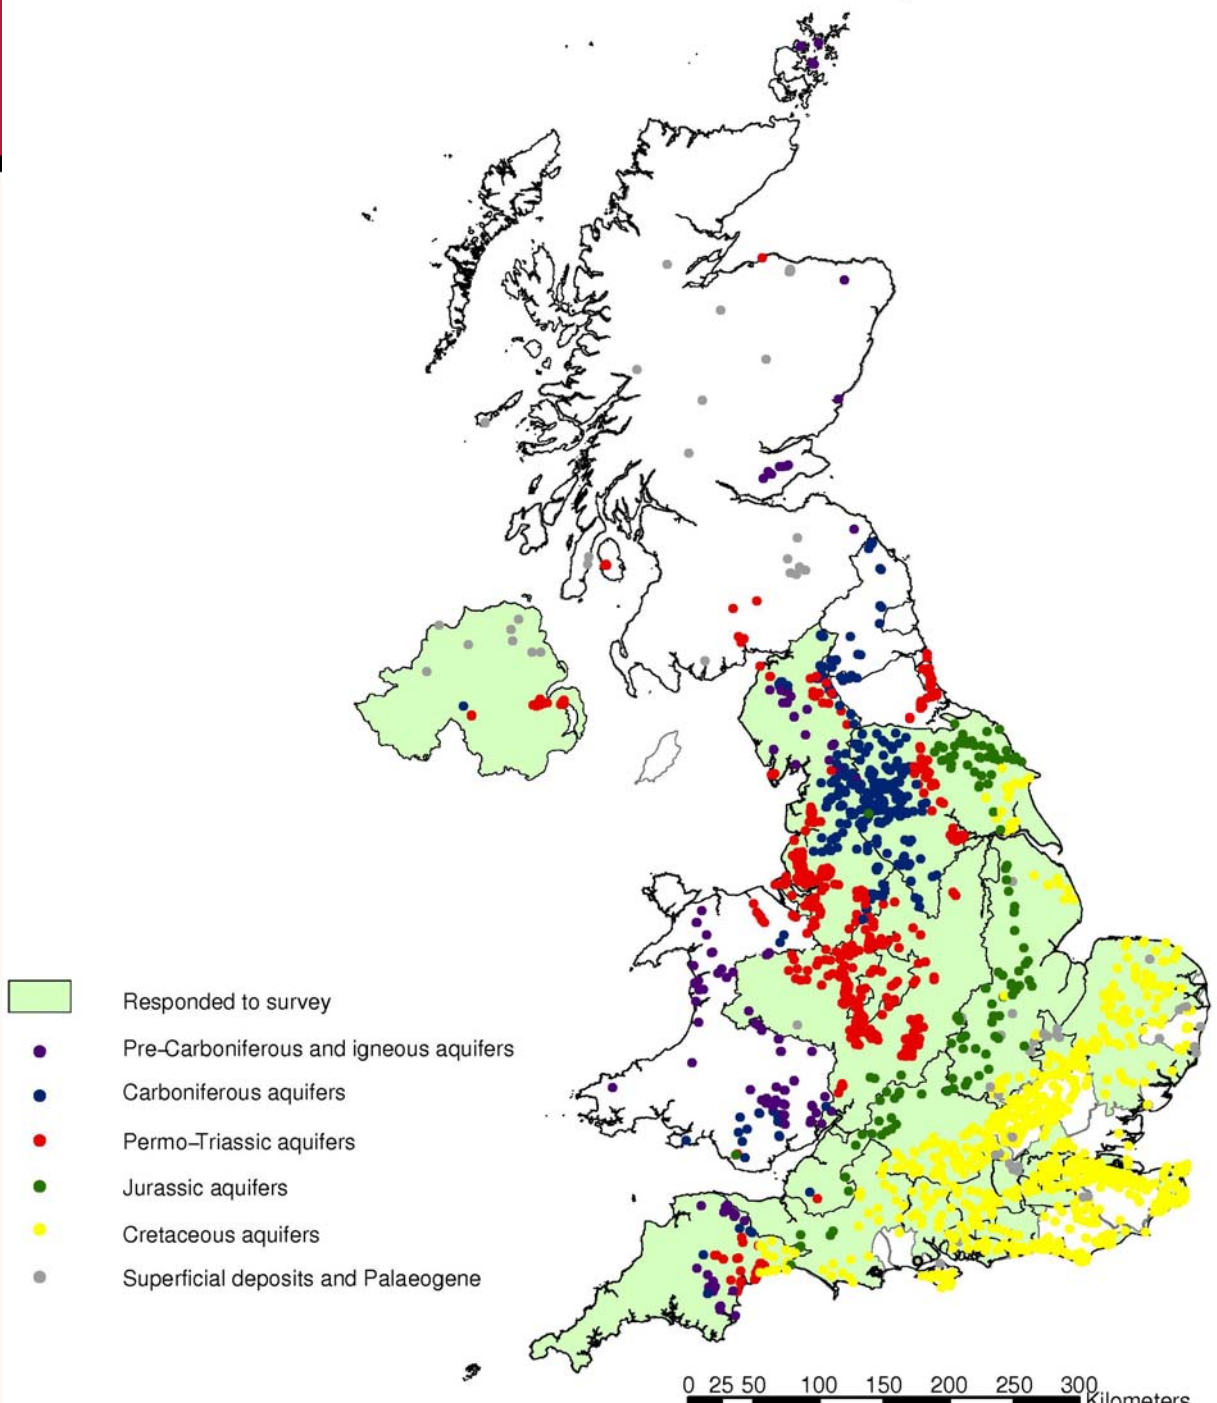 Responded to survey
Pre-Carboniferous and igneous aquifers
Carboniferous aquifers
Permo-Triassic aquifers
Jurassic aquifers
Cretaceous aquifers
Superficial deposits and Palaeogene
0 25 50 100 150 200 250 300
Kilometers